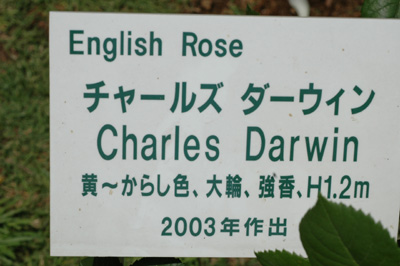 English Rose
チャールズ ダーウィン
Charles Darwin
黄～からし色、大輪、強香、H1.2m
2003年作出